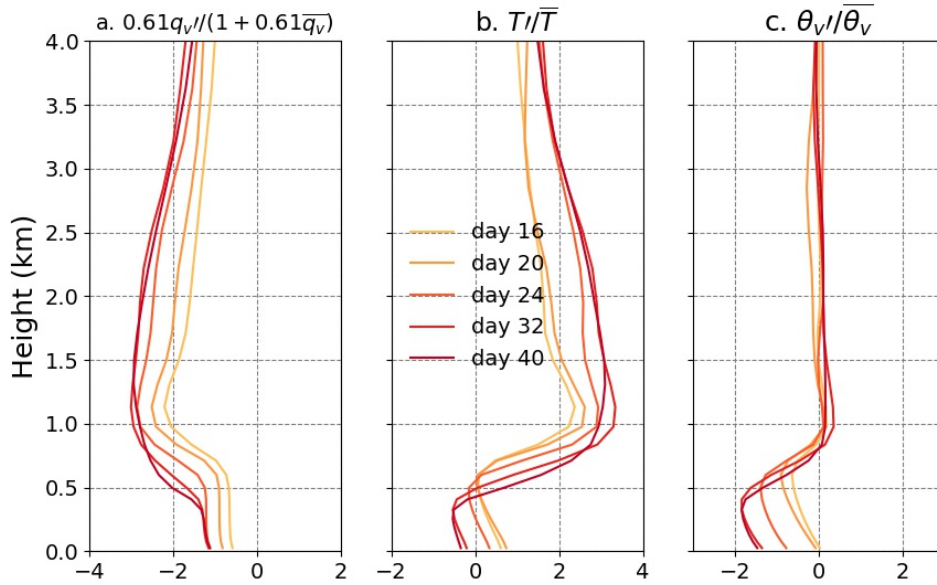 a. 0.61qᵥ′/(1 + 0.61q̅ᵥ̅)
b. T′/T̅
c. θᵥ′/θ̅ᵥ̅
Height (km)
4.0
3.5
3.0
2.5
2.0
1.5
1.0
0.5
0.0
day 16
day 20
day 24
day 32
day 40
−4 −2 0 2
−2 0 2 4
−2 0 2